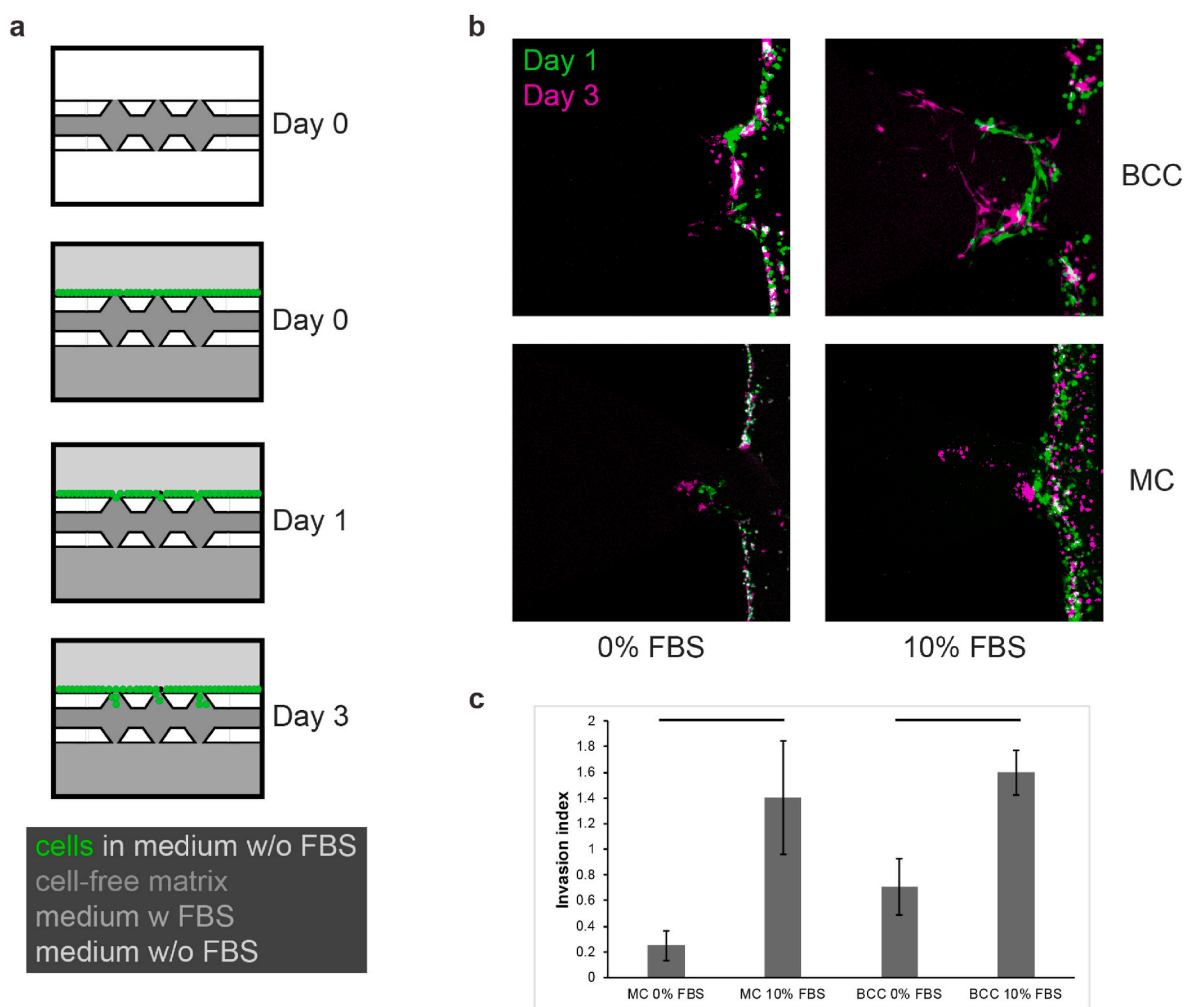 a
Day 0
Day 0
Day 1
Day 3
cells in medium w/o FBS
cell-free matrix
medium w FBS
medium w/o FBS
b
Day 1
Day 3
BCC
MC
0% FBS
10% FBS
c
Invasion index
2
1.8
1.6
1.4
1.2
1
0.8
0.6
0.4
0.2
0
MC 0% FBS
MC 10% FBS
BCC 0% FBS
BCC 10% FBS